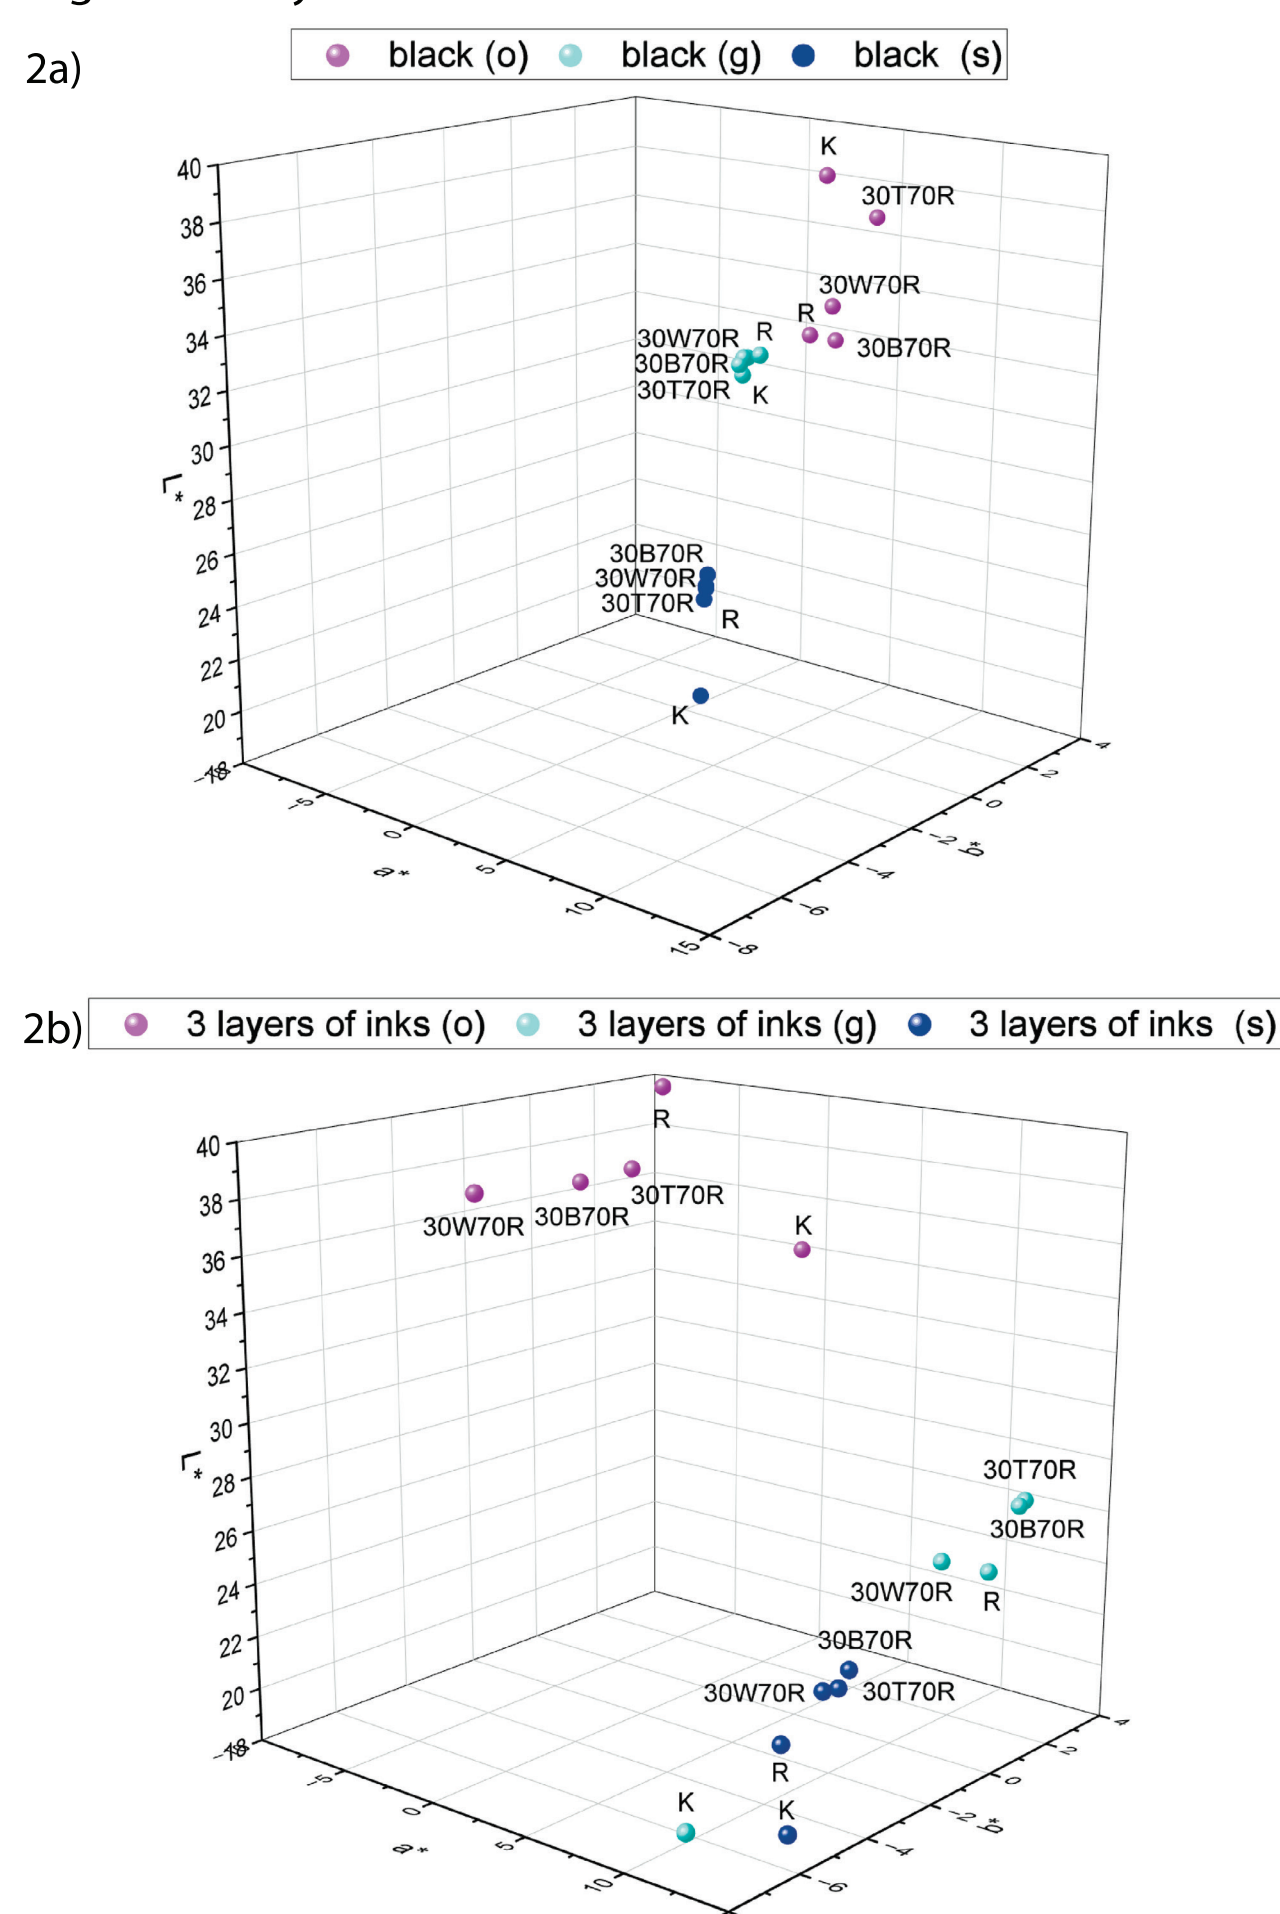 2a)
black (o) black (g) black (s)
K
40
30T70R
38
36
30W70R
R
34
30W70R R
30B70R
30B70R
32
30T70R K
30
L*
28
26
30B70R
30W70R
24
30T70R
R
22
20
K
18
4
2
-5
0
0
-2 b*
5
a*
-4
10
-6
15
-8
2b)
3 layers of inks (o) 3 layers of inks (g) 3 layers of inks (s)
R
40
38
30T70R
30W70R 30B70R
K
36
34
32
30
L*
28
30T70R
26
30B70R
24
30W70R
R
22
30B70R
20
30W70R 30T70R
18
4
2
-5
R
0
0
K
K
-2 b*
5
a*
-4
10
-6